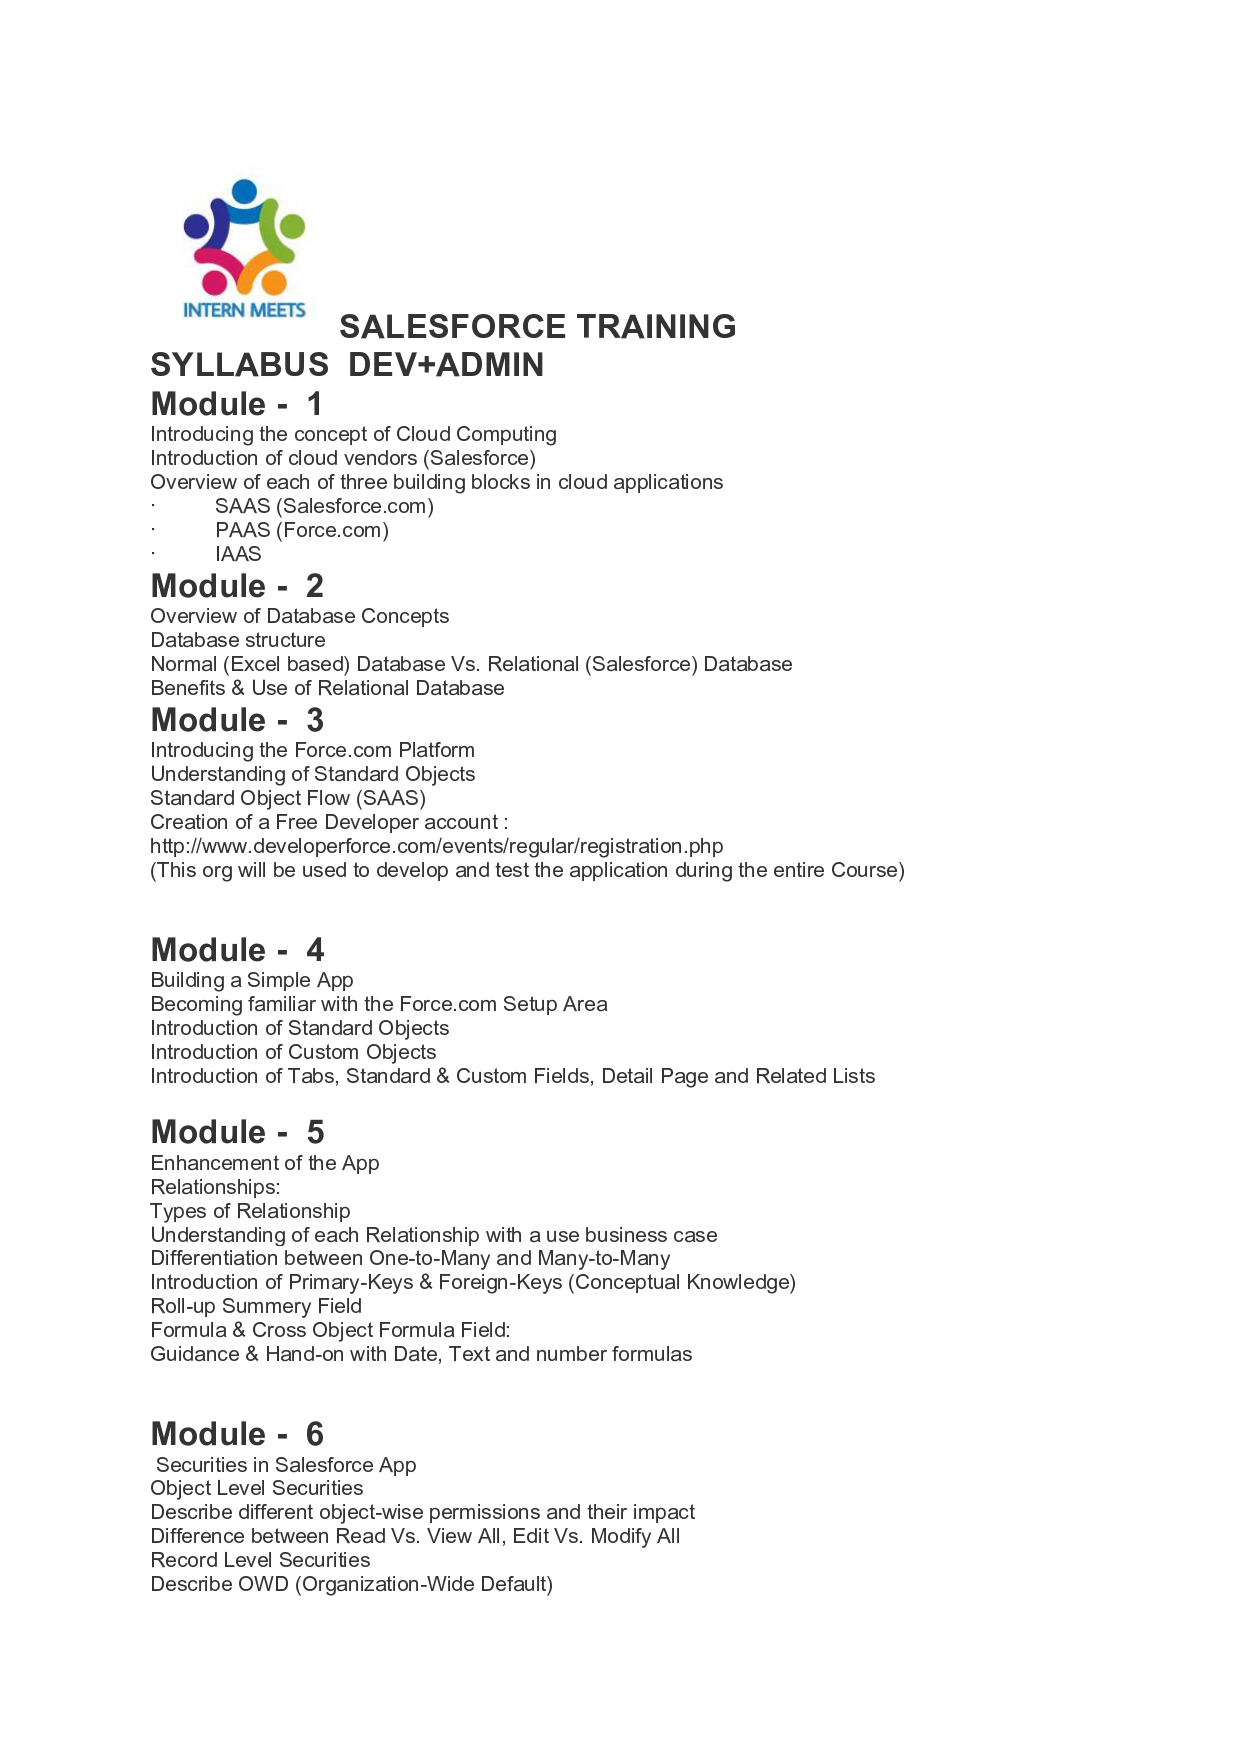 INTERN MEETS
SALESFORCE TRAINING
SYLLABUS  DEV+ADMIN
Module -  1
Introducing the concept of Cloud Computing
Introduction of cloud vendors (Salesforce)
Overview of each of three building blocks in cloud applications
· SAAS (Salesforce.com)
· PAAS (Force.com)
· IAAS
Module -  2
Overview of Database Concepts
Database structure
Normal (Excel based) Database Vs. Relational (Salesforce) Database
Benefits & Use of Relational Database
Module -  3
Introducing the Force.com Platform
Understanding of Standard Objects
Standard Object Flow (SAAS)
Creation of a Free Developer account :
http://www.developerforce.com/events/regular/registration.php
(This org will be used to develop and test the application during the entire Course)
Module -  4
Building a Simple App
Becoming familiar with the Force.com Setup Area
Introduction of Standard Objects
Introduction of Custom Objects
Introduction of Tabs, Standard & Custom Fields, Detail Page and Related Lists
Module -  5
Enhancement of the App
Relationships:
Types of Relationship
Understanding of each Relationship with a use business case
Differentiation between One-to-Many and Many-to-Many
Introduction of Primary-Keys & Foreign-Keys (Conceptual Knowledge)
Roll-up Summery Field
Formula & Cross Object Formula Field:
Guidance & Hand-on with Date, Text and number formulas
Module -  6
Securities in Salesforce App
Object Level Securities
Describe different object-wise permissions and their impact
Difference between Read Vs. View All, Edit Vs. Modify All
Record Level Securities
Describe OWD (Organization-Wide Default)